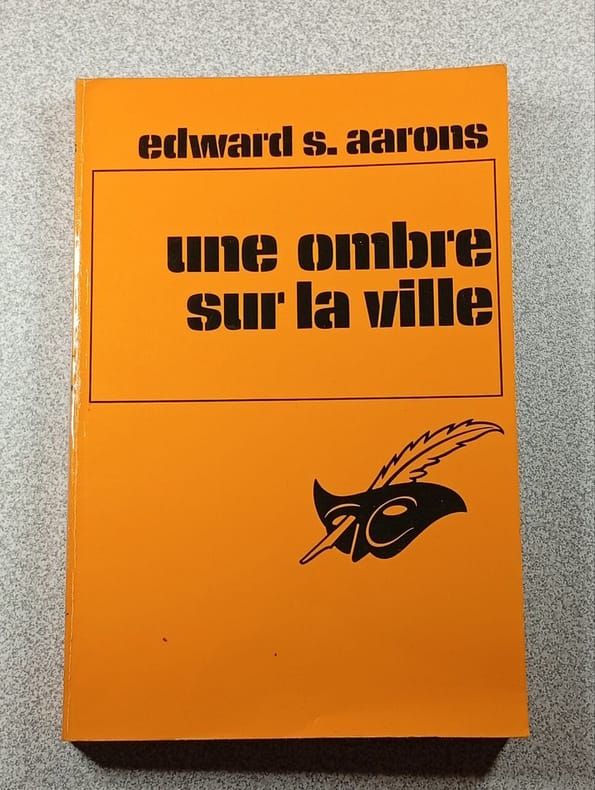 edward s. aarons
une ombre
sur la ville